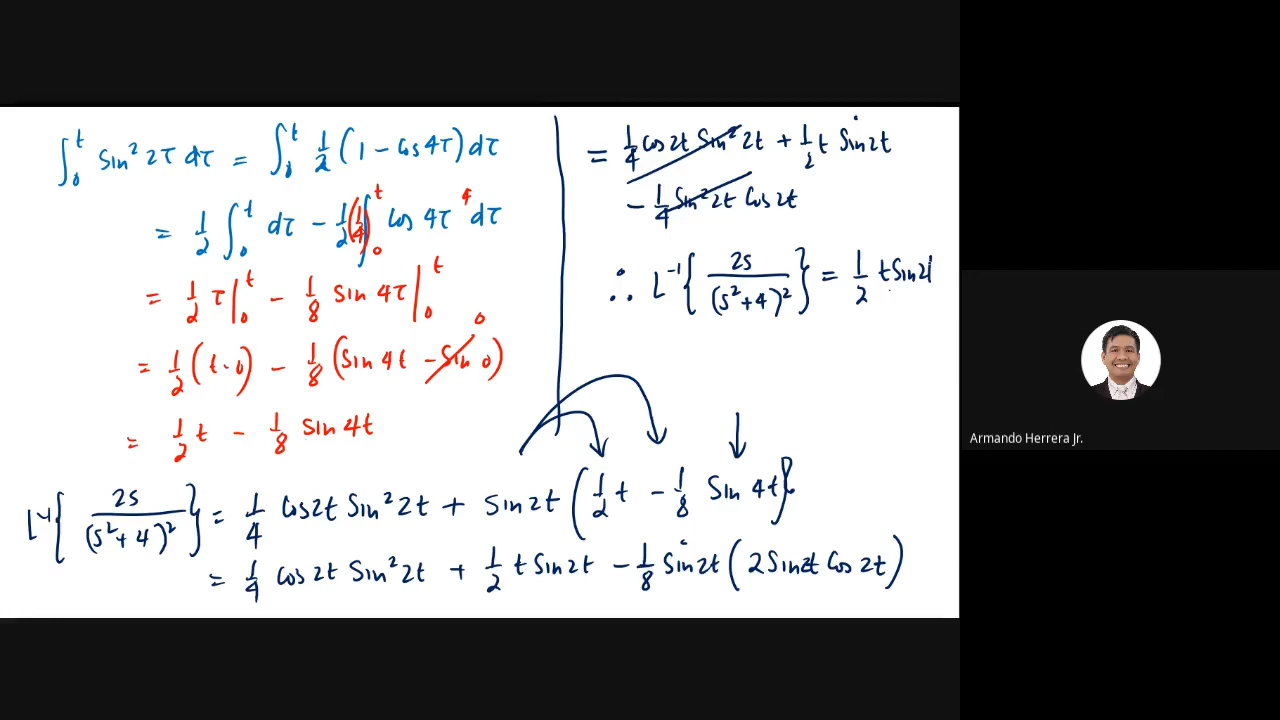 ∫₀ᵗ sin² 2τ dτ = ∫₀ᵗ 1/2 (1 - cos 4τ) dτ
= 1/2 ∫₀ᵗ dτ - 1/2 (1/4) ∫₀ᵗ cos 4τ 4 dτ
= 1/2 τ |₀ᵗ - 1/8 sin 4τ |₀ᵗ
= 1/2 (t - 0) - 1/8 (sin 4t - sin 0) 0
= 1/2 t - 1/8 sin 4t
= 1/4 cos 2t sin² 2t + 1/2 t sin 2t
- 1/4 sin² 2t cos 2t
∴ L⁻¹{ 2s / (s² + 4)² } = 1/2 t sin 2t
L⁻¹{ 2s / (s² + 4)² } = 1/4 cos 2t sin² 2t + sin 2t ( 1/2 t - 1/8 sin 4t )
= 1/4 cos 2t sin² 2t + 1/2 t sin 2t - 1/8 sin 2t ( 2 sin 2t cos 2t )
Armando Herrera Jr.